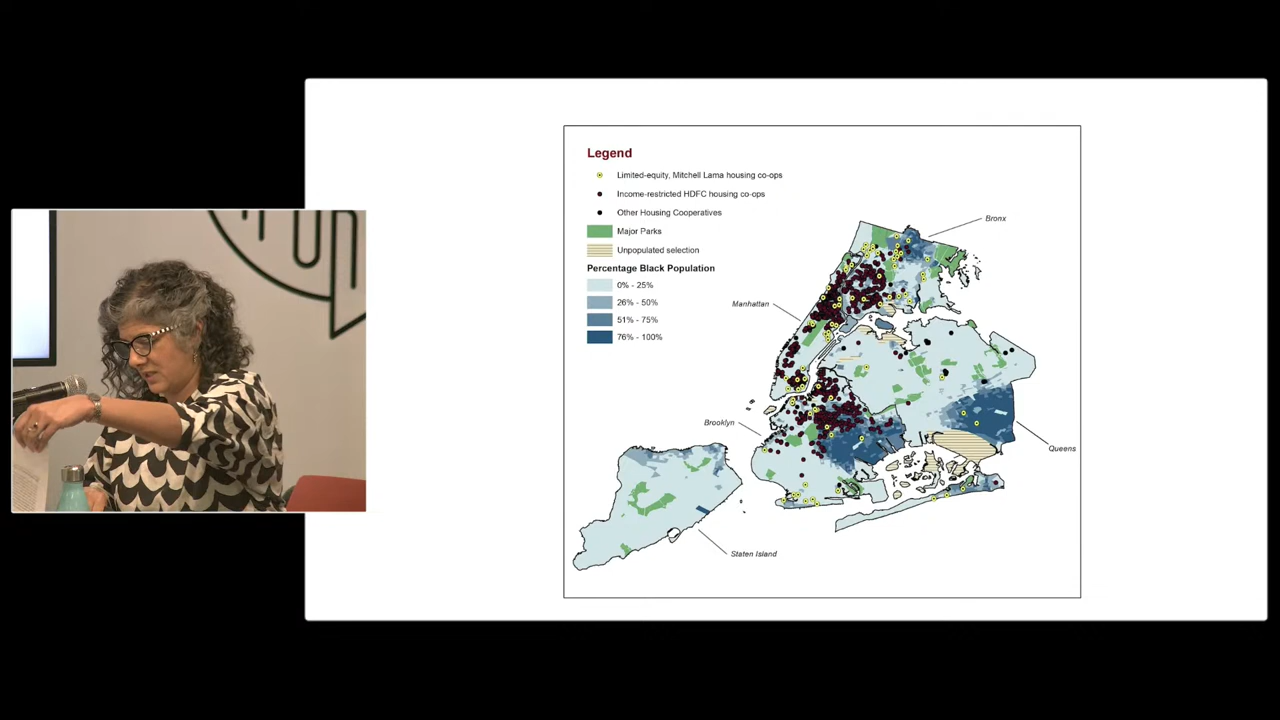 Legend
Limited-equity, Mitchell Lama housing co-ops
Income-restricted HDFC housing co-ops
Other Housing Cooperatives
Major Parks
Unpopulated selection
Percentage Black Population
0% - 25%
26% - 50%
51% - 75%
76% - 100%
Bronx
Manhattan
Brooklyn
Queens
Staten Island